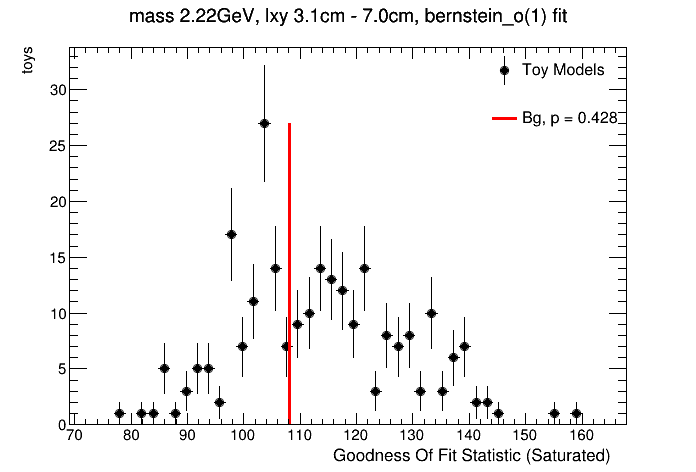 mass 2.22GeV, lxy 3.1cm - 7.0cm, bernstein_o(1) fit
toys
Toy Models
Bg, p = 0.428
30
25
20
15
10
5
0
70 80 90 100 110 120 130 140 150 160
Goodness Of Fit Statistic (Saturated)